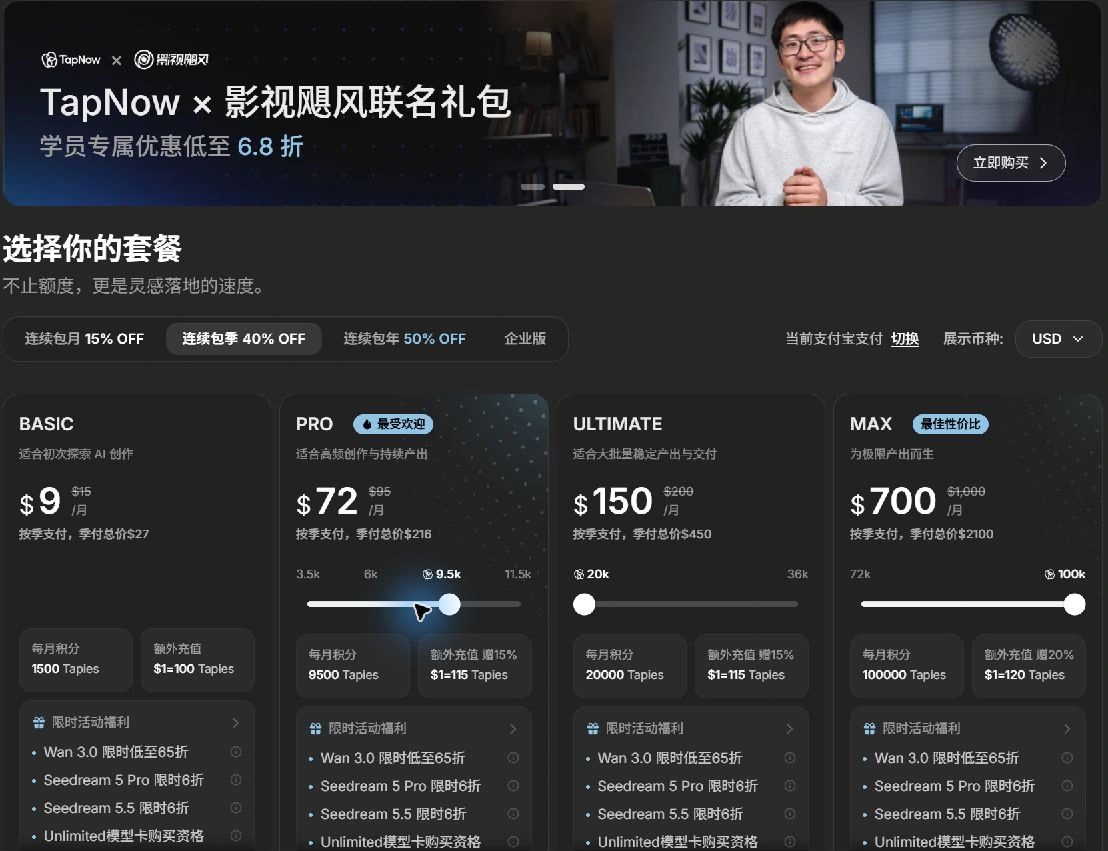 TapNow × 影视飓风
TapNow × 影视飓风联名礼包
学员专属优惠低至 6.8 折
立即购买
选择你的套餐
不止额度，更是灵感落地的速度。
连续包月 15% OFF 连续包季 40% OFF 连续包年 50% OFF 企业版 当前支付宝支付 切换 展示币种: USD
BASIC
适合初次探索 AI 创作
$9 $15 /月
按季支付，季付总价$27
每月积分 额外充值
1500 Tapies $1=100 Tapies
限时活动福利
• Wan 3.0 限时低至65折
• Seedream 5 Pro 限时6折
• Seedream 5.5 限时6折
• Unlimited模型卡购买资格
PRO 最受欢迎
适合高频创作与持续产出
$72 $95 /月
按季支付，季付总价$216
3.5k 6k 9.5k 11.5k
每月积分 额外充值 赠15%
9500 Tapies $1=115 Tapies
限时活动福利
• Wan 3.0 限时低至65折
• Seedream 5 Pro 限时6折
• Seedream 5.5 限时6折
• Unlimited模型卡购买资格
ULTIMATE
适合大批量稳定产出与交付
$150 $200 /月
按季支付，季付总价$450
20k 36k
每月积分 额外充值 赠15%
20000 Tapies $1=115 Tapies
限时活动福利
• Wan 3.0 限时低至65折
• Seedream 5 Pro 限时6折
• Seedream 5.5 限时6折
• Unlimited模型卡购买资格
MAX 最佳性价比
为极限产出而生
$700 $1,000 /月
按季支付，季付总价$2100
72k 100k
每月积分 额外充值 赠20%
100000 Tapies $1=120 Tapies
限时活动福利
• Wan 3.0 限时低至65折
• Seedream 5 Pro 限时6折
• Seedream 5.5 限时6折
• Unlimited模型卡购买资格